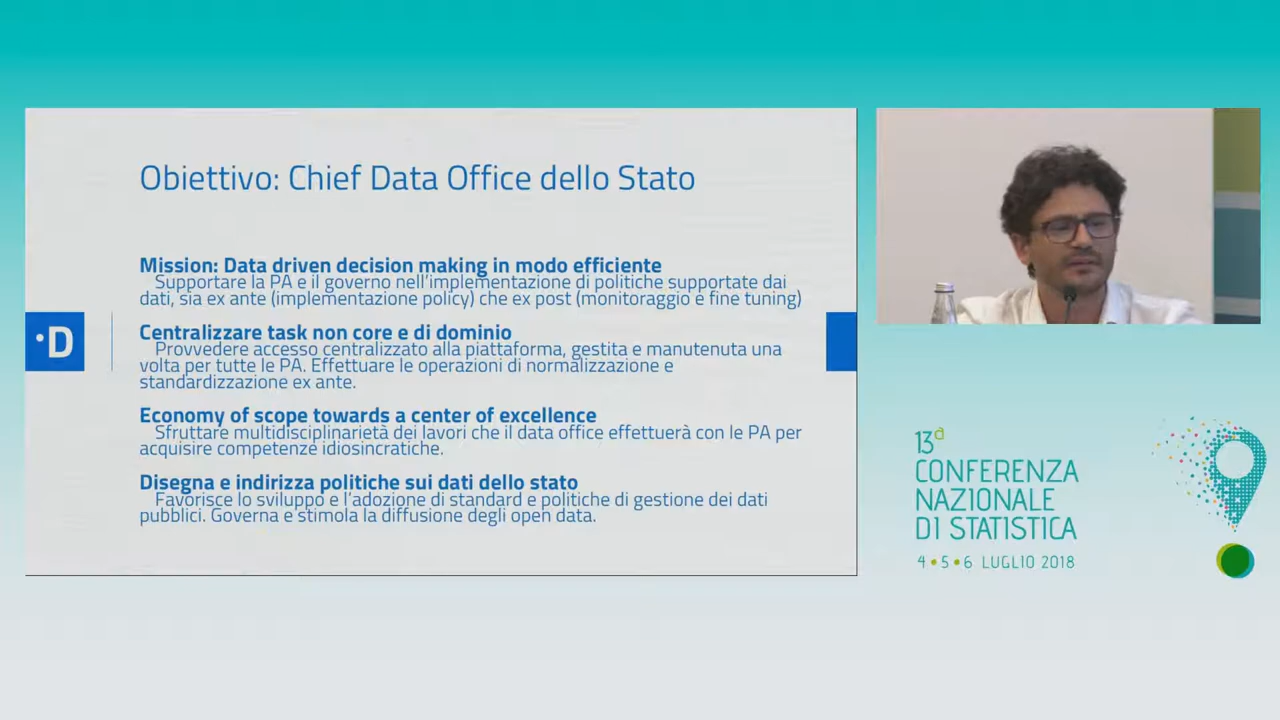 Obiettivo: Chief Data Office dello Stato
Mission: Data driven decision making in modo efficiente
Supportare la PA e il governo nell'implementazione di politiche supportate dai
dati, sia ex ante (implementazione policy) che ex post (monitoraggio e fine tuning)
Centralizzare task non core e di dominio
Provvedere accesso centralizzato alla piattaforma, gestita e manutenuta una
volta per tutte le PA. Effettuare le operazioni di normalizzazione e
standardizzazione ex ante.
Economy of scope towards a center of excellence
Sfruttare multidisciplinarietà dei lavori che il data office effettuerà con le PA per
acquisire competenze idiosincratiche.
Disegna e indirizza politiche sui dati dello stato
Favorisce lo sviluppo e l'adozione di standard e politiche di gestione dei dati
pubblici. Governa e stimola la diffusione degli open data.
·D
13ª
CONFERENZA
NAZIONALE
DI STATISTICA
4•5•6 LUGLIO 2018